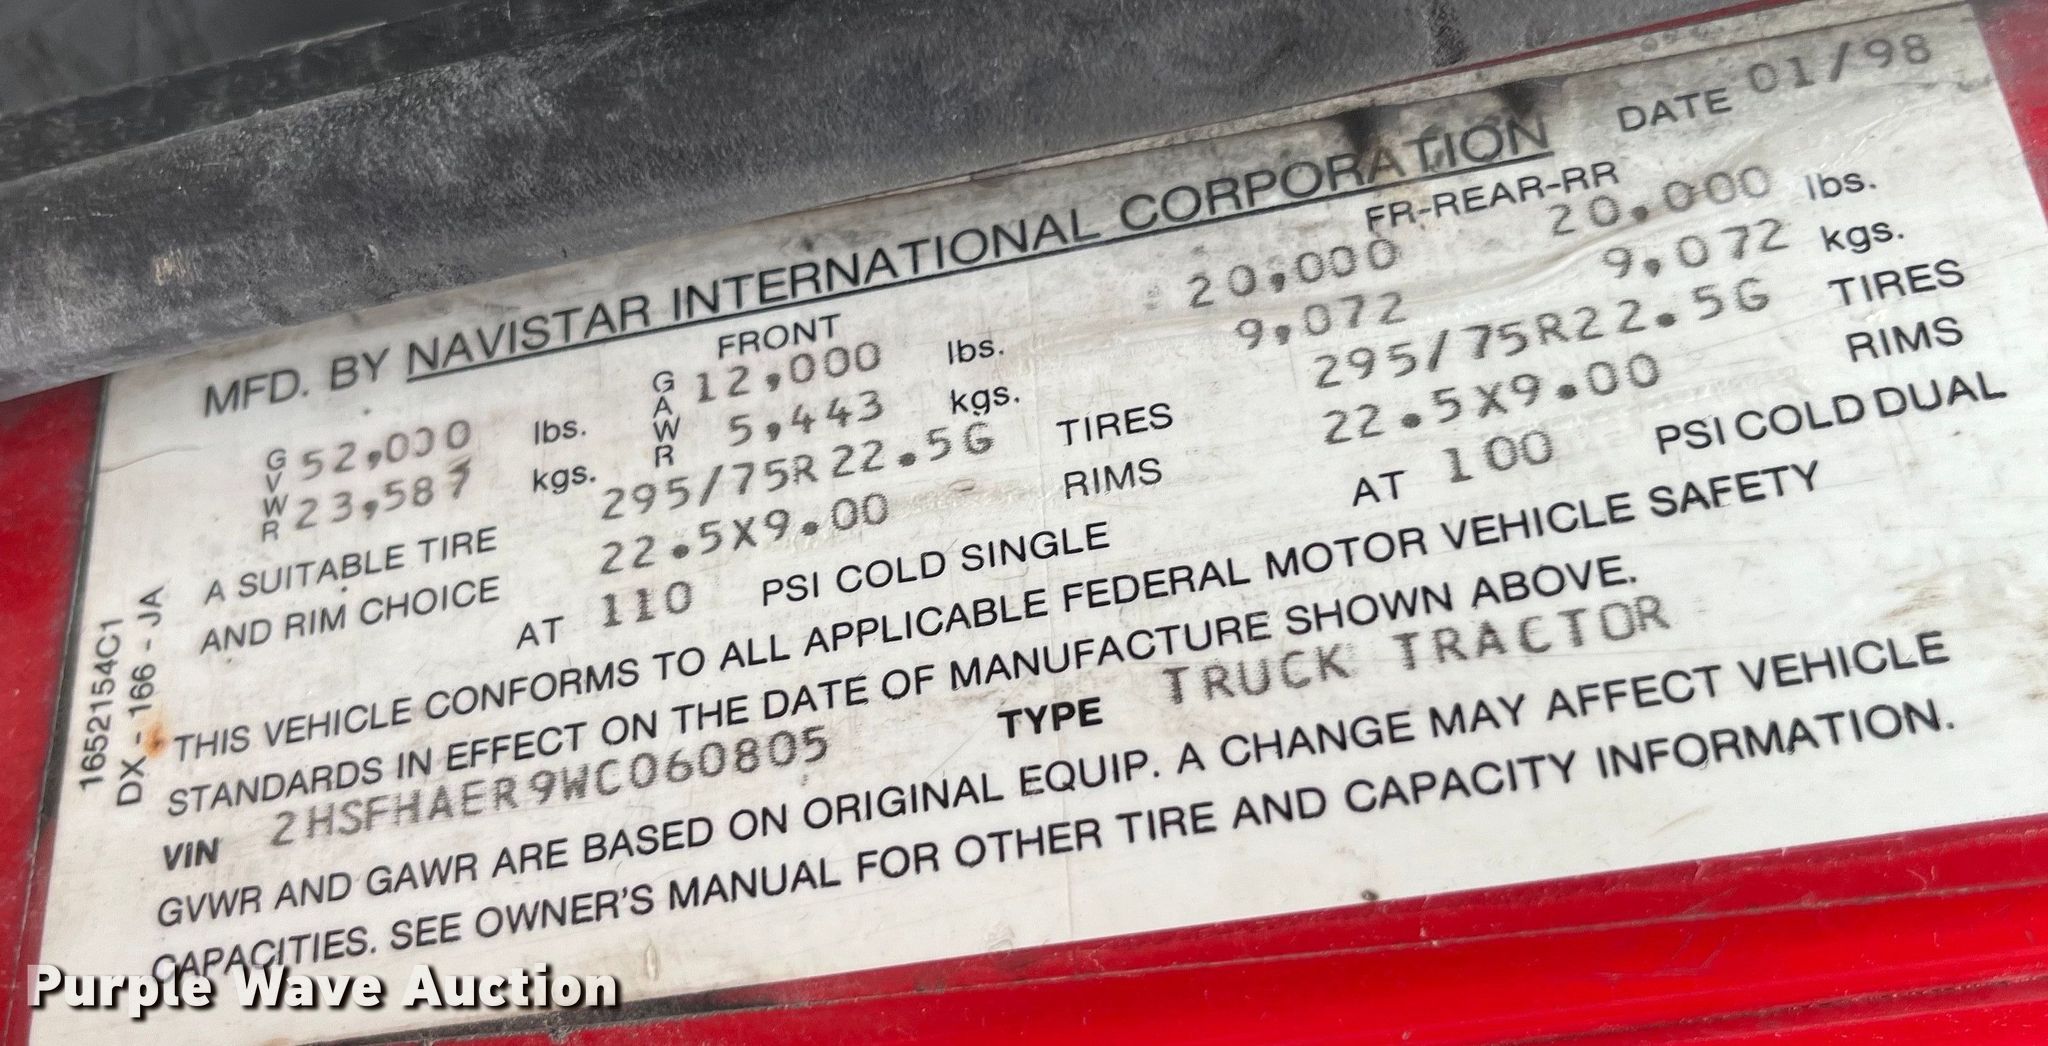 DATE 01/98
MFD. BY NAVISTAR INTERNATIONAL CORPORATION
FRONT FR-REAR-RR
GVWR 52,000 lbs. GAWR 12,000 lbs. 20,000 20,000 lbs.
23,587 kgs. 5,443 kgs. 9,072 9,072 kgs.
A SUITABLE TIRE 295/75R22.5G TIRES 295/75R22.5G TIRES
AND RIM CHOICE 22.5X9.00 RIMS 22.5X9.00 RIMS
AT 110 PSI COLD SINGLE AT 100 PSI COLD DUAL
THIS VEHICLE CONFORMS TO ALL APPLICABLE FEDERAL MOTOR VEHICLE SAFETY
STANDARDS IN EFFECT ON THE DATE OF MANUFACTURE SHOWN ABOVE.
VIN 2HSFHAER9WC060805 TYPE TRUCK TRACTOR
GVWR AND GAWR ARE BASED ON ORIGINAL EQUIP. A CHANGE MAY AFFECT VEHICLE
CAPACITIES. SEE OWNER'S MANUAL FOR OTHER TIRE AND CAPACITY INFORMATION.
1652154C1
DX - 166 - JA
Purple Wave Auction